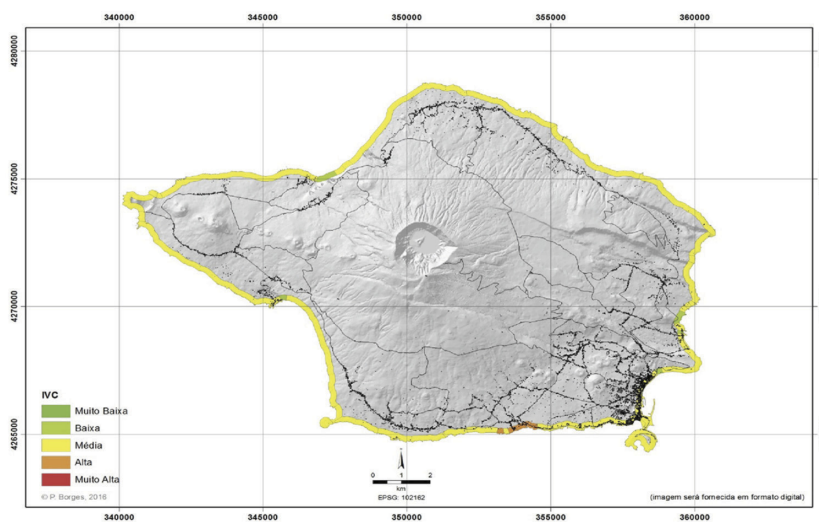 340000 345000 350000 355000 360000
4280000
4275000
4270000
4265000
IVC
Muito Baixa
Baixa
Média
Alta
Muito Alta
© P. Borges, 2016
0 1 2
km
EPSG: 102162
(imagem será fornecida em formato digital)
340000 345000 350000 355000 360000